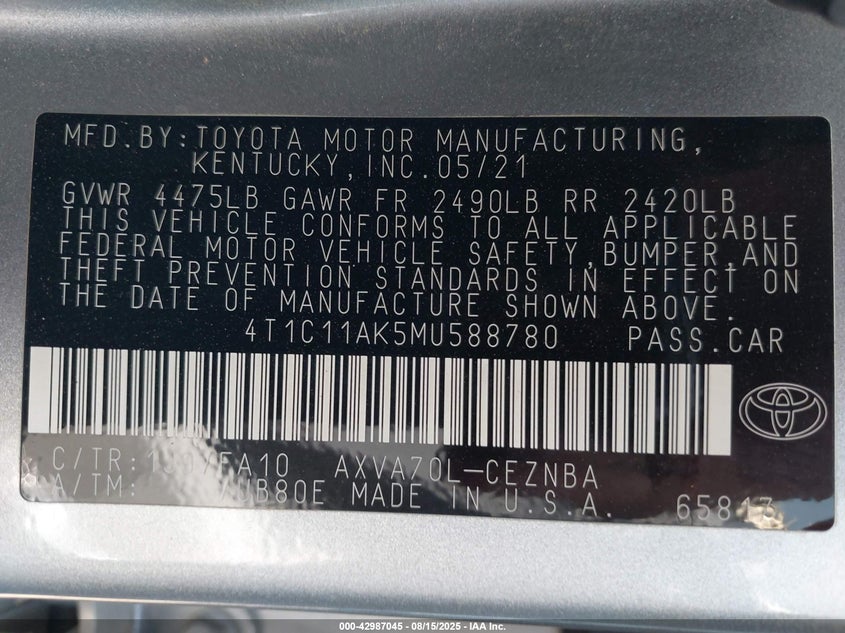 MFD.BY:TOYOTA MOTOR MANUFACTURING,
KENTUCKY,INC.05/21
GVWR 4475LB GAWR FR 2490LB RR 2420LB
THIS VEHICLE CONFORMS TO ALL APPLICABLE
FEDERAL MOTOR VEHICLE SAFETY,BUMPER,AND
THEFT PREVENTION STANDARDS IN EFFECT ON
THE DATE OF MANUFACTURE SHOWN ABOVE.
4T1C11AK5MU588780 PASS.CAR
C/TR: AXVA70L-CEZNBA
A/TM: MADE IN U.S.A.
000-42987045 - 08/15/2025 - IAA Inc.